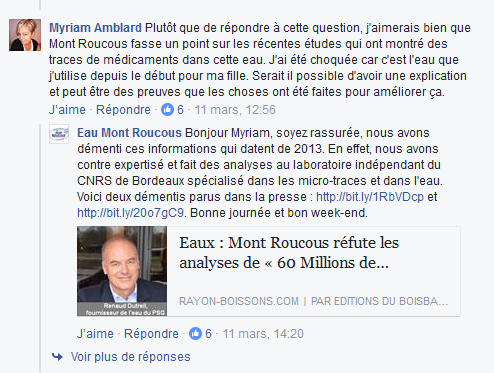 Myriam Amblard Plutôt que de répondre à cette question, j'aimerais bien que
Mont Roucous fasse un point sur les récentes études qui ont montré des
traces de médicaments dans cette eau. J'ai été choquée car c'est l'eau que
j'utilise depuis le début pour ma fille. Serait il possible d'avoir une explication
et peut être des preuves que les choses ont été faites pour améliorer ça.
J'aime · Répondre · 6 · 11 mars, 12:56
Eau Mont Roucous Bonjour Myriam, soyez rassurée, nous avons
démenti ces informations qui datent de 2013. En effet, nous avons
contre expertisé et fait des analyses au laboratoire indépendant du
CNRS de Bordeaux spécialisé dans les micro-traces et dans l'eau.
Voici deux démentis parus dans la presse : http://bit.ly/1RbVDcp et
http://bit.ly/20o7gC9. Bonne journée et bon week-end.
Eaux : Mont Roucous réfute les
analyses de « 60 Millions de...
Renaud Dutreil,
fournisseur de l'eau du PSG
RAYON-BOISSONS.COM | PAR EDITIONS DU BOISBA...
J'aime · Répondre · 6 · 11 mars, 14:20
Voir plus de réponses